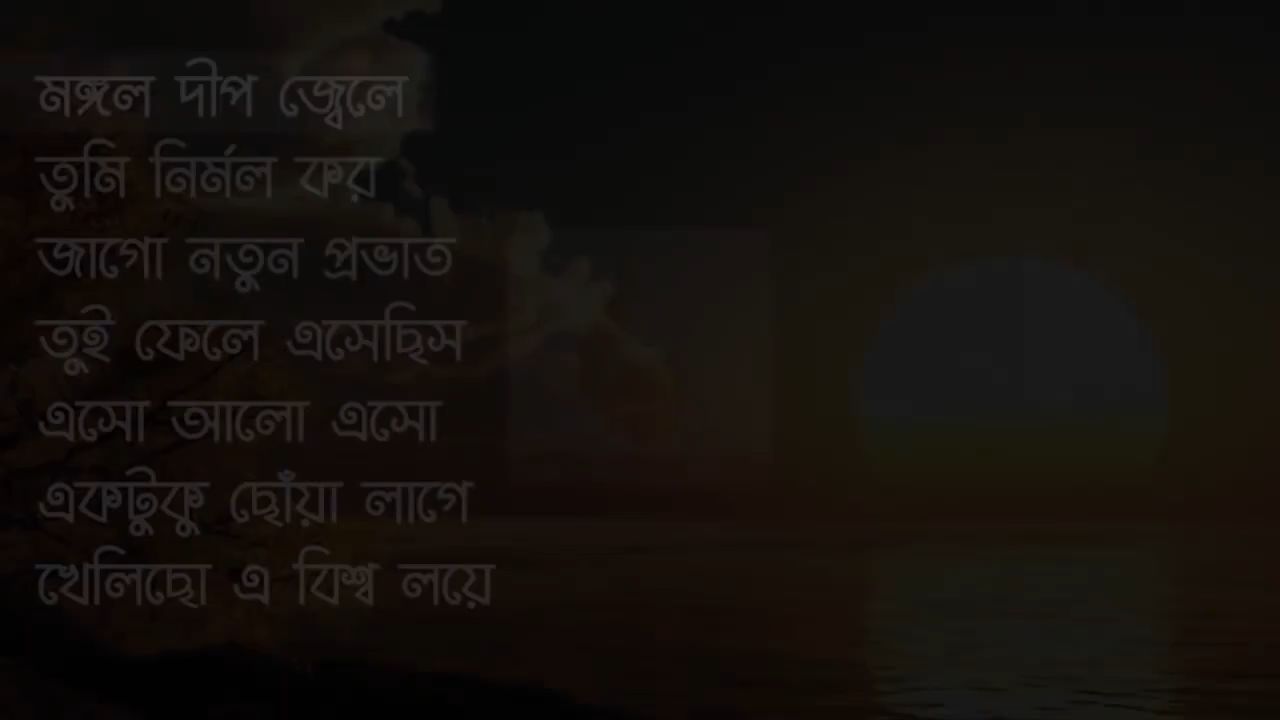 মঙ্গল দীপ জ্বেলে
তুমি নির্মল কর
জাগো নতুন প্রভাত
তুই ফেলে এসেছিস
এসো আলো এসো
একটুকু ছোঁয়া লাগে
খেলিছো এ বিশ্ব লয়ে